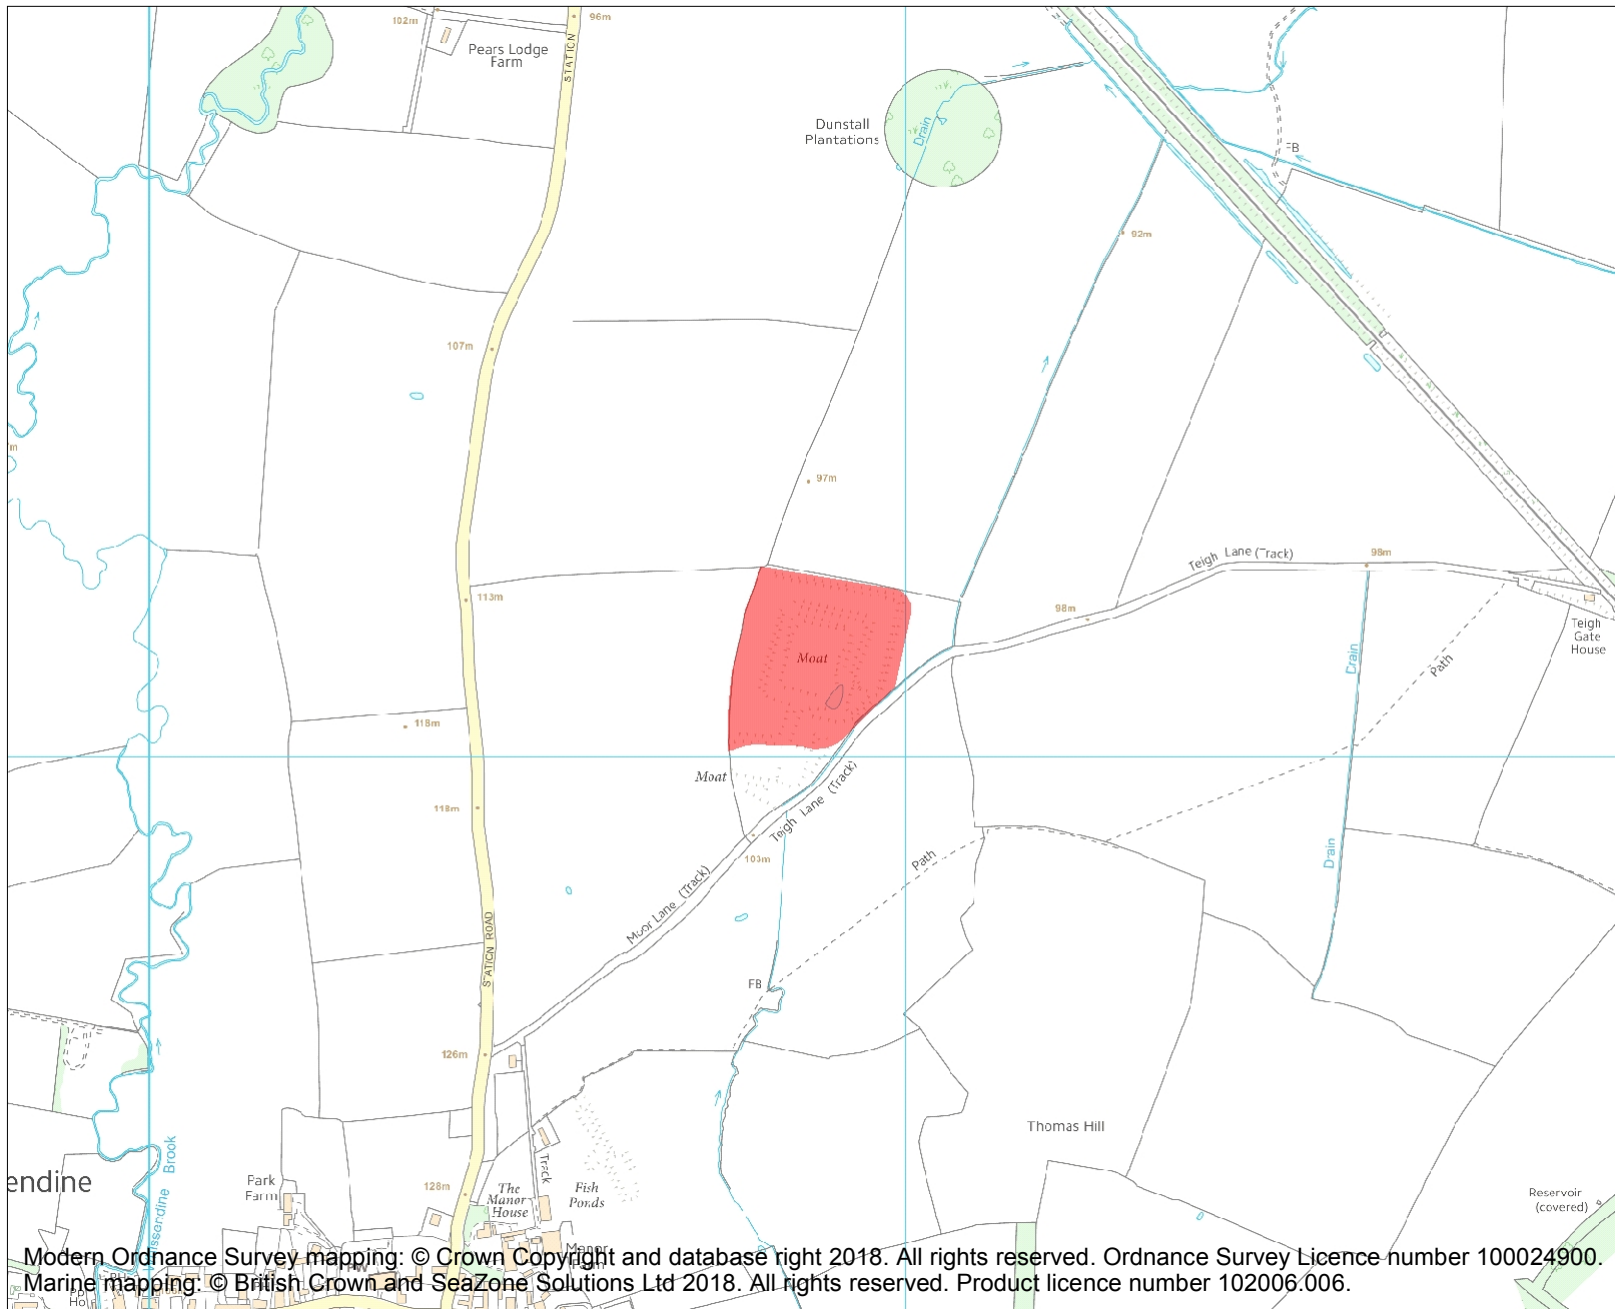 102m
96m
STATION
Pears Lodge
Farm
Dunstall
Plantations
Drain
FB
92m
107m
m
97m
113m
Teigh Lane (Track)
98m
98m
Moat
Teigh
Gate
House
Drain
Path
118m
Moat
Teigh Lane (Track)
118m
103m
Drain
Path
Moor Lane (Track)
STATION ROAD
FB
126m
Thomas Hill
endine
Brook
Park
Farm
128m
The
Manor
House
Track
Fish
Ponds
Reservoir
(covered)
Manor
Modern Ordnance Survey mapping: © Crown Copyright and database right 2018. All rights reserved. Ordnance Survey Licence number 100024900.
Marine mapping: © British Crown and SeaZone Solutions Ltd 2018. All rights reserved. Product licence number 102006.006.